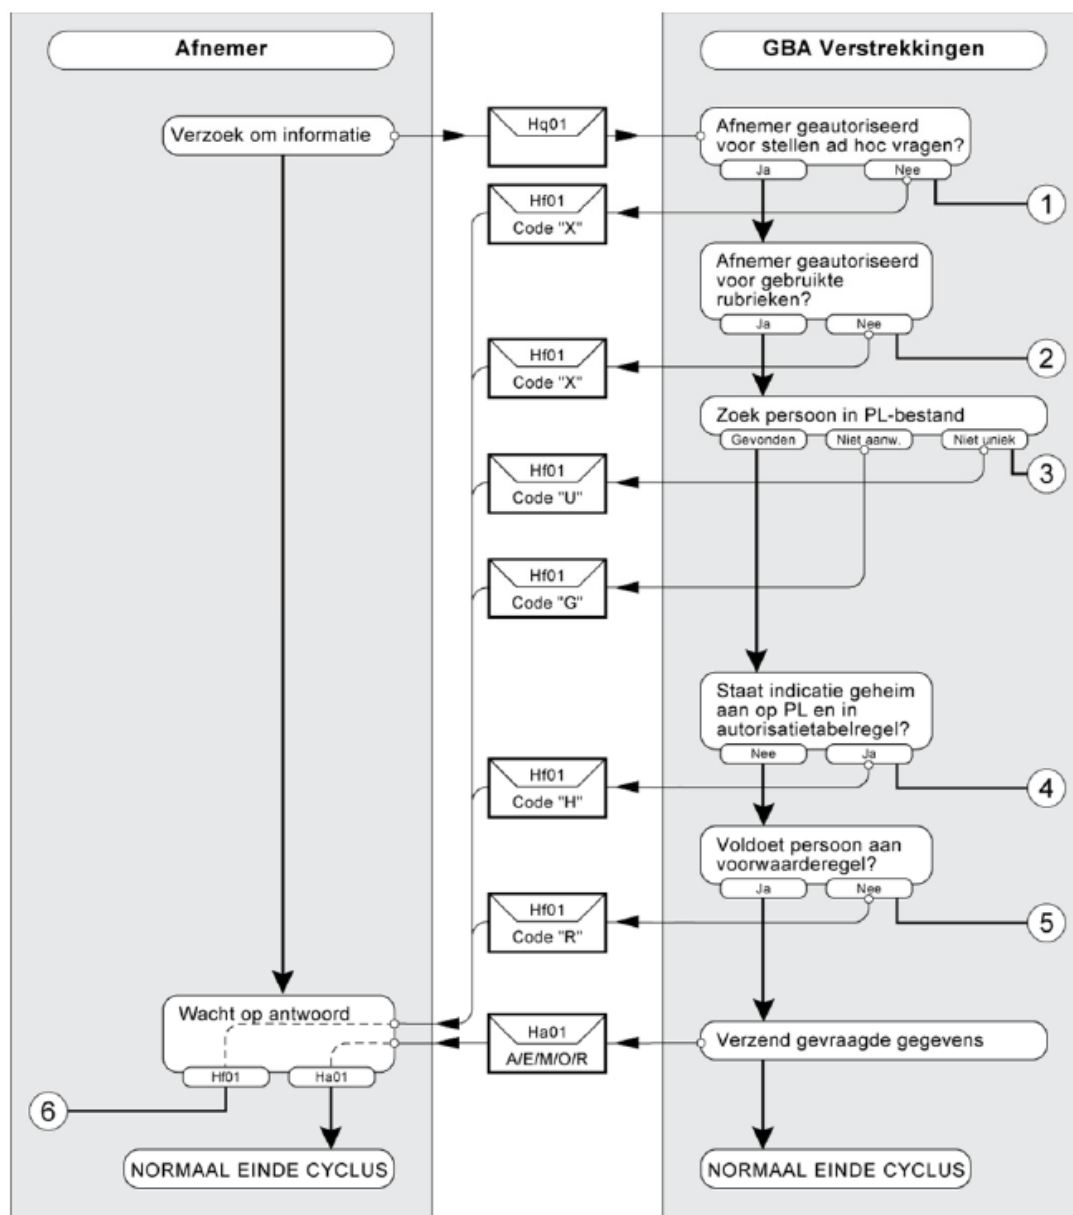 Afnemer
GBA Verstrekkingen
Verzoek om informatie
Hq01
Afnemer geautoriseerd
voor stellen ad hoc vragen?
Ja
Nee
1
Hf01
Code "X"
Afnemer geautoriseerd
voor gebruikte
rubrieken?
Ja
Nee
2
Hf01
Code "X"
Zoek persoon in PL-bestand
Gevonden
Niet aanw.
Niet uniek
3
Hf01
Code "U"
Hf01
Code "G"
Staat indicatie geheim
aan op PL en in
autorisatietabelregel?
Nee
Ja
4
Hf01
Code "H"
Voldoet persoon aan
voorwaarderegel?
Ja
Nee
5
Hf01
Code "R"
Wacht op antwoord
Ha01
A/E/M/O/R
Verzend gevraagde gegevens
Hf01
Ha01
6
NORMAAL EINDE CYCLUS
NORMAAL EINDE CYCLUS